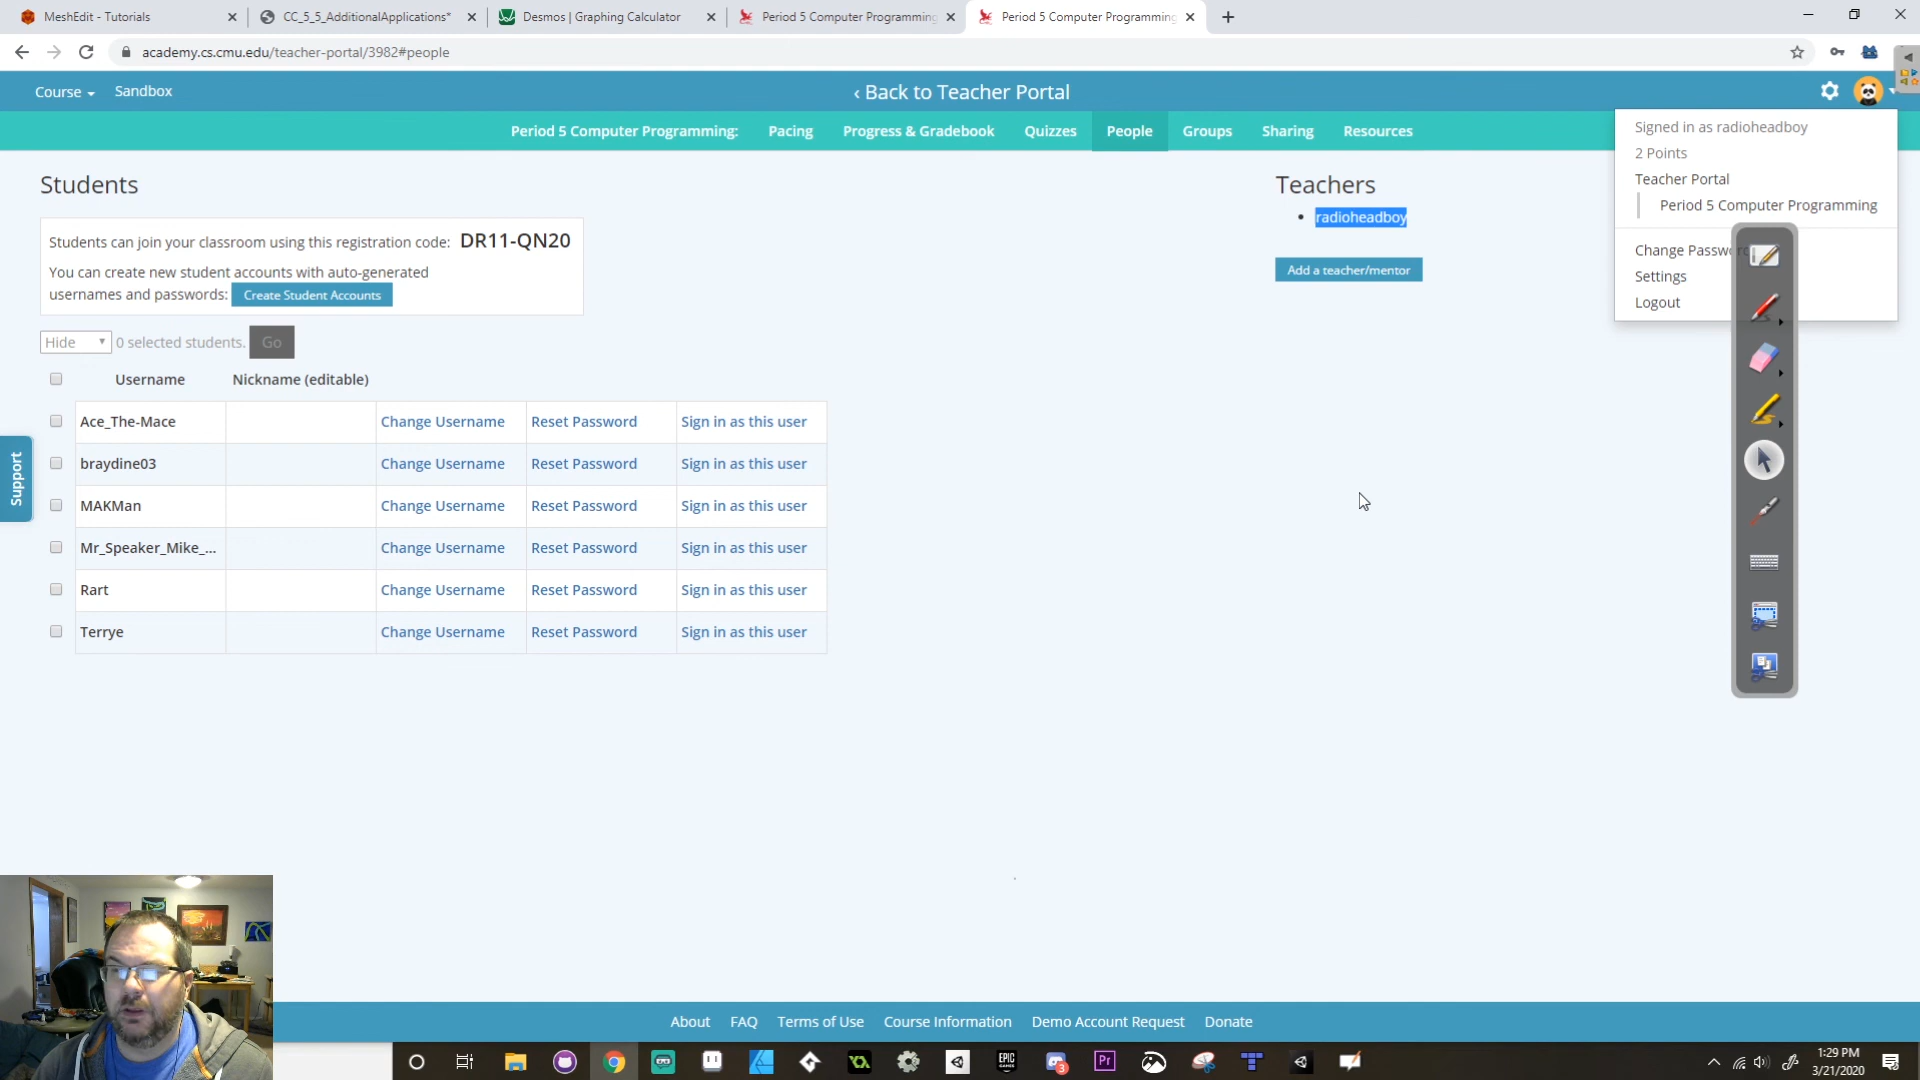 MeshEdit - Tutorials
CC_5_5_AdditionalApplications*
Desmos | Graphing Calculator
Period 5 Computer Programming
Period 5 Computer Programming
academy.cs.cmu.edu/teacher-portal/3982#people
Course
Sandbox
‹ Back to Teacher Portal
Period 5 Computer Programming:
Pacing
Progress & Gradebook
Quizzes
People
Groups
Sharing
Resources
Signed in as radioheadboy
2 Points
Teacher Portal
Period 5 Computer Programming
Change Passwor
Settings
Logout
Students
Students can join your classroom using this registration code: DR11-QN20
You can create new student accounts with auto-generated
usernames and passwords: Create Student Accounts
Hide 0 selected students. Go
Username Nickname (editable)
Ace_The-Mace Change Username Reset Password Sign in as this user
braydine03 Change Username Reset Password Sign in as this user
MAKMan Change Username Reset Password Sign in as this user
Mr_Speaker_Mike_... Change Username Reset Password Sign in as this user
Rart Change Username Reset Password Sign in as this user
Terrye Change Username Reset Password Sign in as this user
Teachers
• radioheadboy
Add a teacher/mentor
Support
About FAQ Terms of Use Course Information Demo Account Request Donate
EPIC GAMES
3
Pr
1:29 PM
3/21/2020